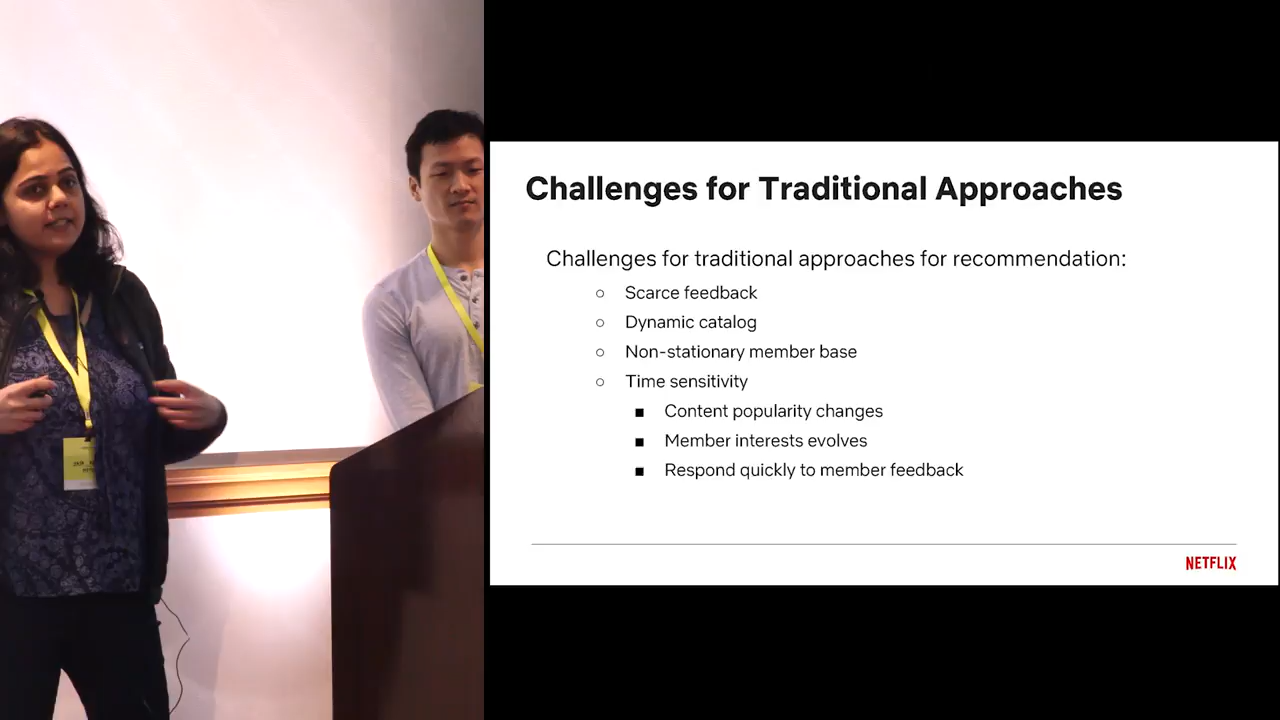 Challenges for Traditional Approaches
Challenges for traditional approaches for recommendation:
Scarce feedback
Dynamic catalog
Non-stationary member base
Time sensitivity
Content popularity changes
Member interests evolves
Respond quickly to member feedback
NETFLIX